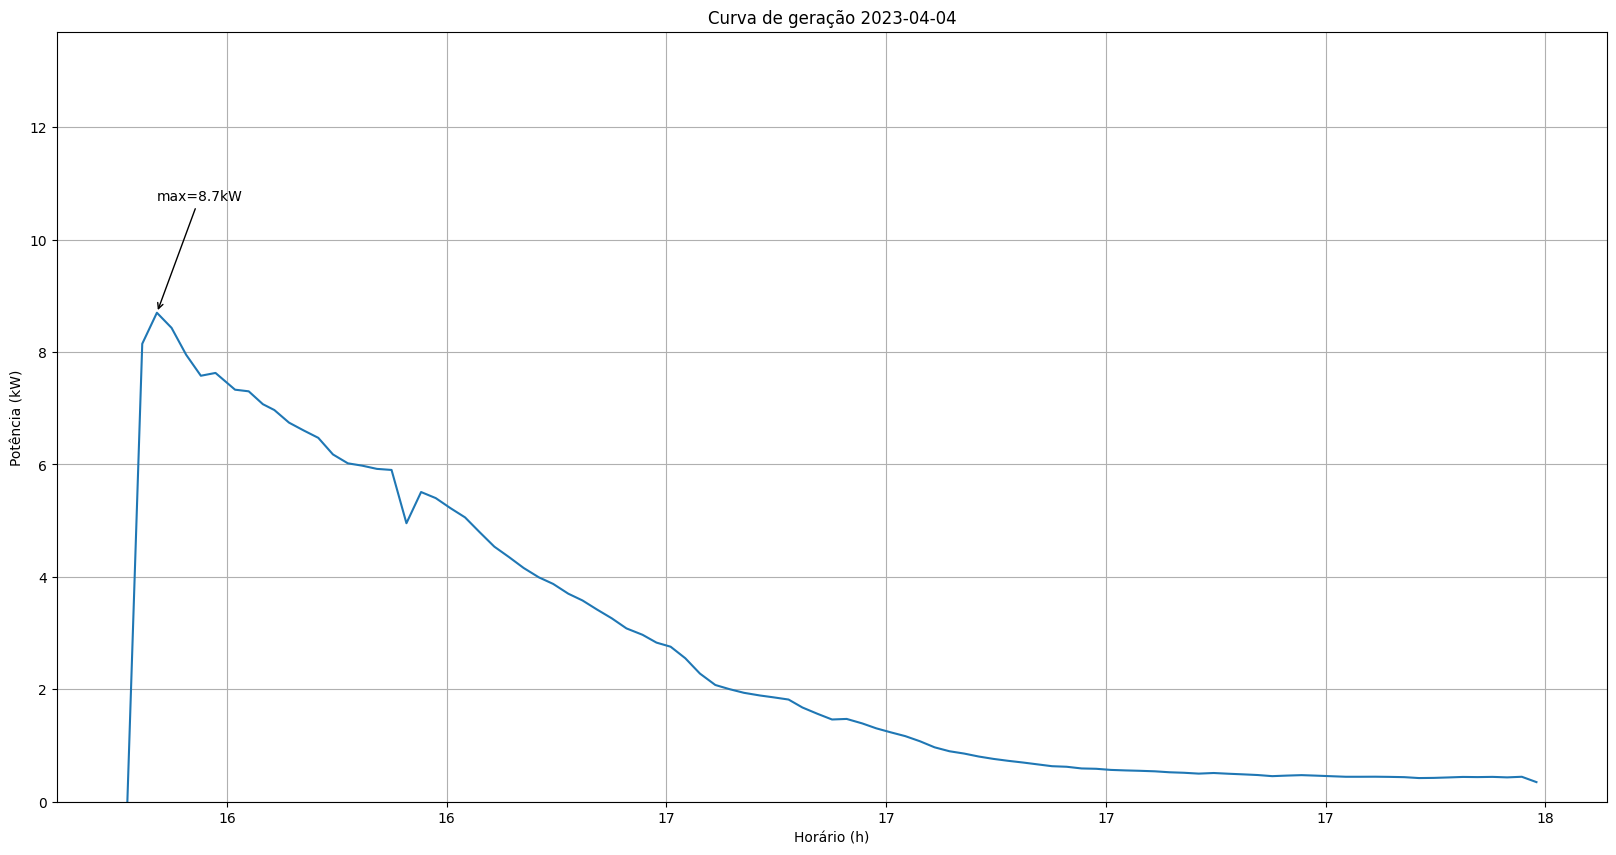 Curva de geração 2023-04-04
12
max=8.7kW
10
8
6
4
2
0
Potência (kW)
16 16 17 17 17 17 18
Horário (h)